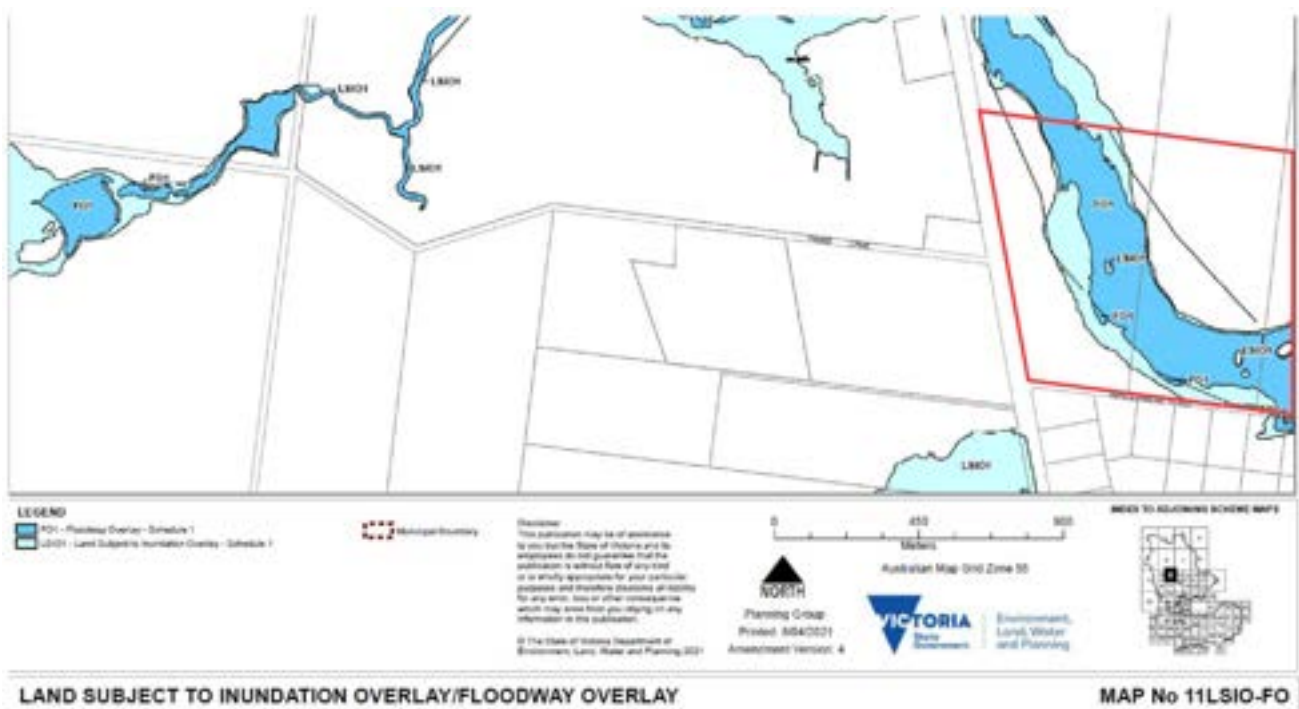 LSIO1
LSIO1
FO1
LSIO1
FO1
FO1
LSIO1
FO1
LSIO1
FO1
LSIO1
LEGEND
FO1 - Floodway Overlay - Schedule 1
LSIO1 - Land Subject to Inundation Overlay - Schedule 1
Municipal Boundary
Disclaimer
This publication may be of assistance
to you but the State of Victoria and its
employees do not guarantee that the
publication is without flaw of any kind
or is wholly appropriate for your particular
purposes and therefore disclaims all liability
for any error, loss or other consequence
which may arise from you relying on any
information in this publication.
© The State of Victoria Department of
Environment, Land, Water and Planning 2021
0 450 900
Meters
Australian Map Grid Zone 55
NORTH
Planning Group
Printed: 8/04/2021
Amendment Version: 4
VICTORIA
State
Government
Environment,
Land, Water
and Planning
INDEX TO ADJOINING SCHEME MAPS
LAND SUBJECT TO INUNDATION OVERLAY/FLOODWAY OVERLAY
MAP No 11LSIO-FO